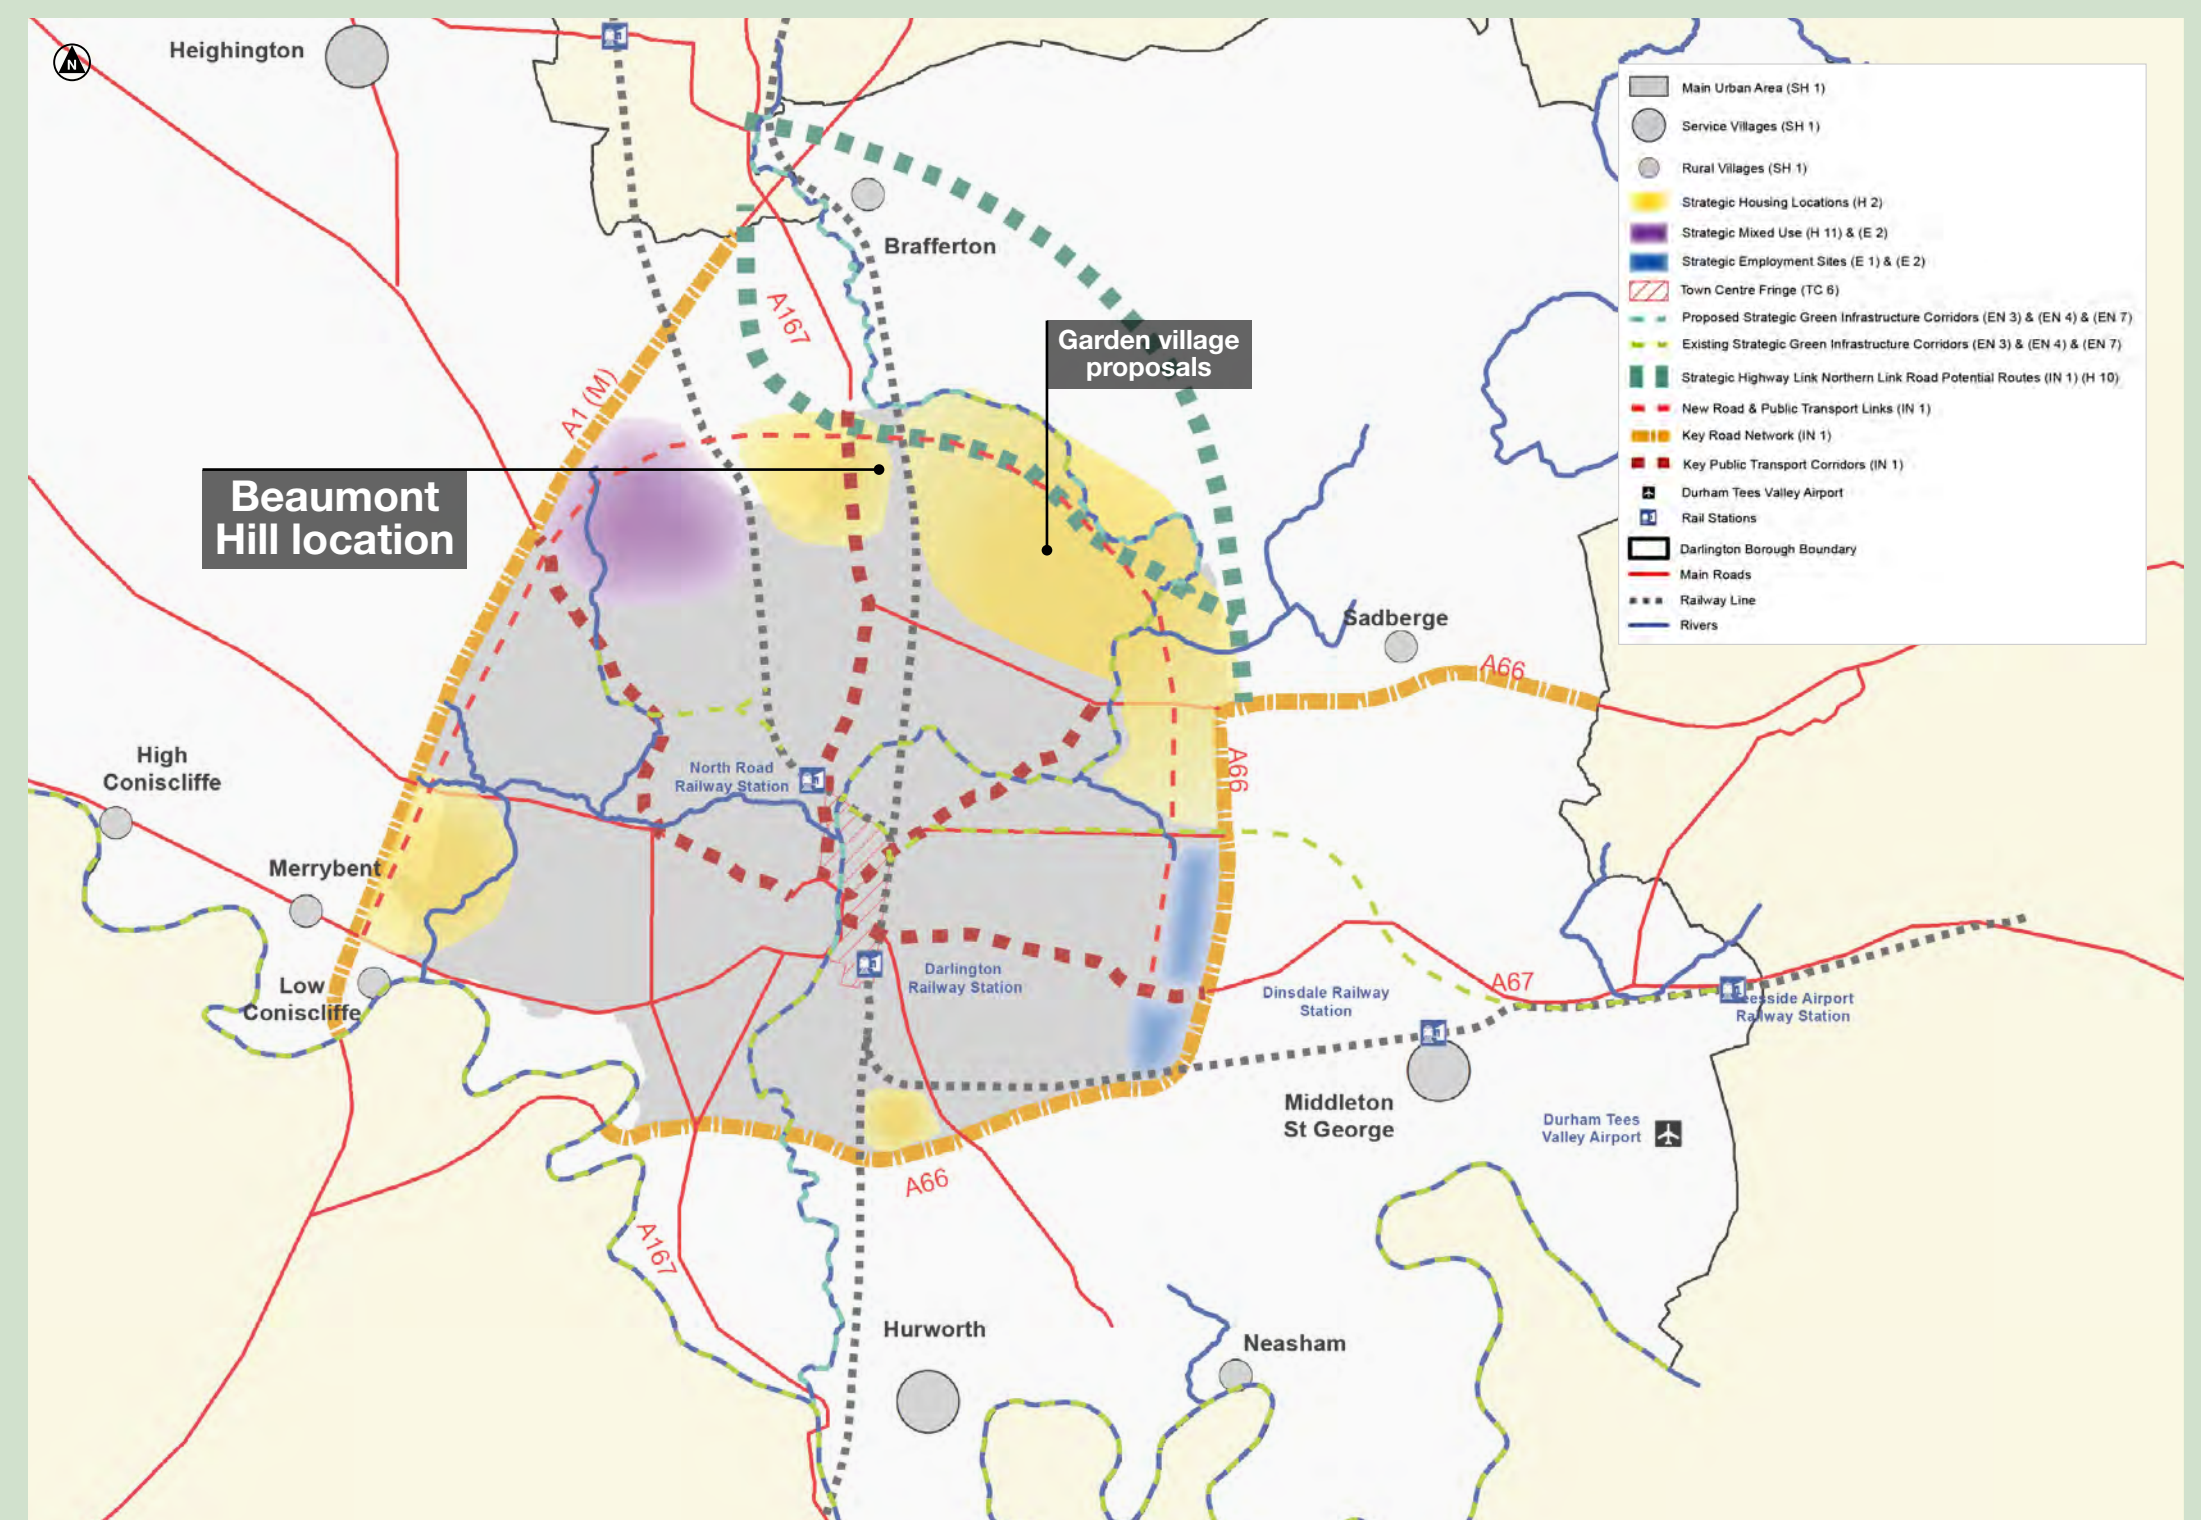 N
Heighington
Brafferton
A167
Garden village
proposals
A1 (M)
Beaumont
Hill location
Sadberge
A66
A66
High
Coniscliffe
North Road
Railway Station
Merrybent
Low
Coniscliffe
Darlington
Railway Station
Dinsdale Railway
Station
A67
Teesside Airport
Railway Station
Middleton
St George
Durham Tees
Valley Airport
A66
A167
Hurworth
Neasham
Main Urban Area (SH 1)
Service Villages (SH 1)
Rural Villages (SH 1)
Strategic Housing Locations (H 2)
Strategic Mixed Use (H 11) & (E 2)
Strategic Employment Sites (E 1) & (E 2)
Town Centre Fringe (TC 6)
Proposed Strategic Green Infrastructure Corridors (EN 3) & (EN 4) & (EN 7)
Existing Strategic Green Infrastructure Corridors (EN 3) & (EN 4) & (EN 7)
Strategic Highway Link Northern Link Road Potential Routes (IN 1) (H 10)
New Road & Public Transport Links (IN 1)
Key Road Network (IN 1)
Key Public Transport Corridors (IN 1)
Durham Tees Valley Airport
Rail Stations
Darlington Borough Boundary
Main Roads
Railway Line
Rivers